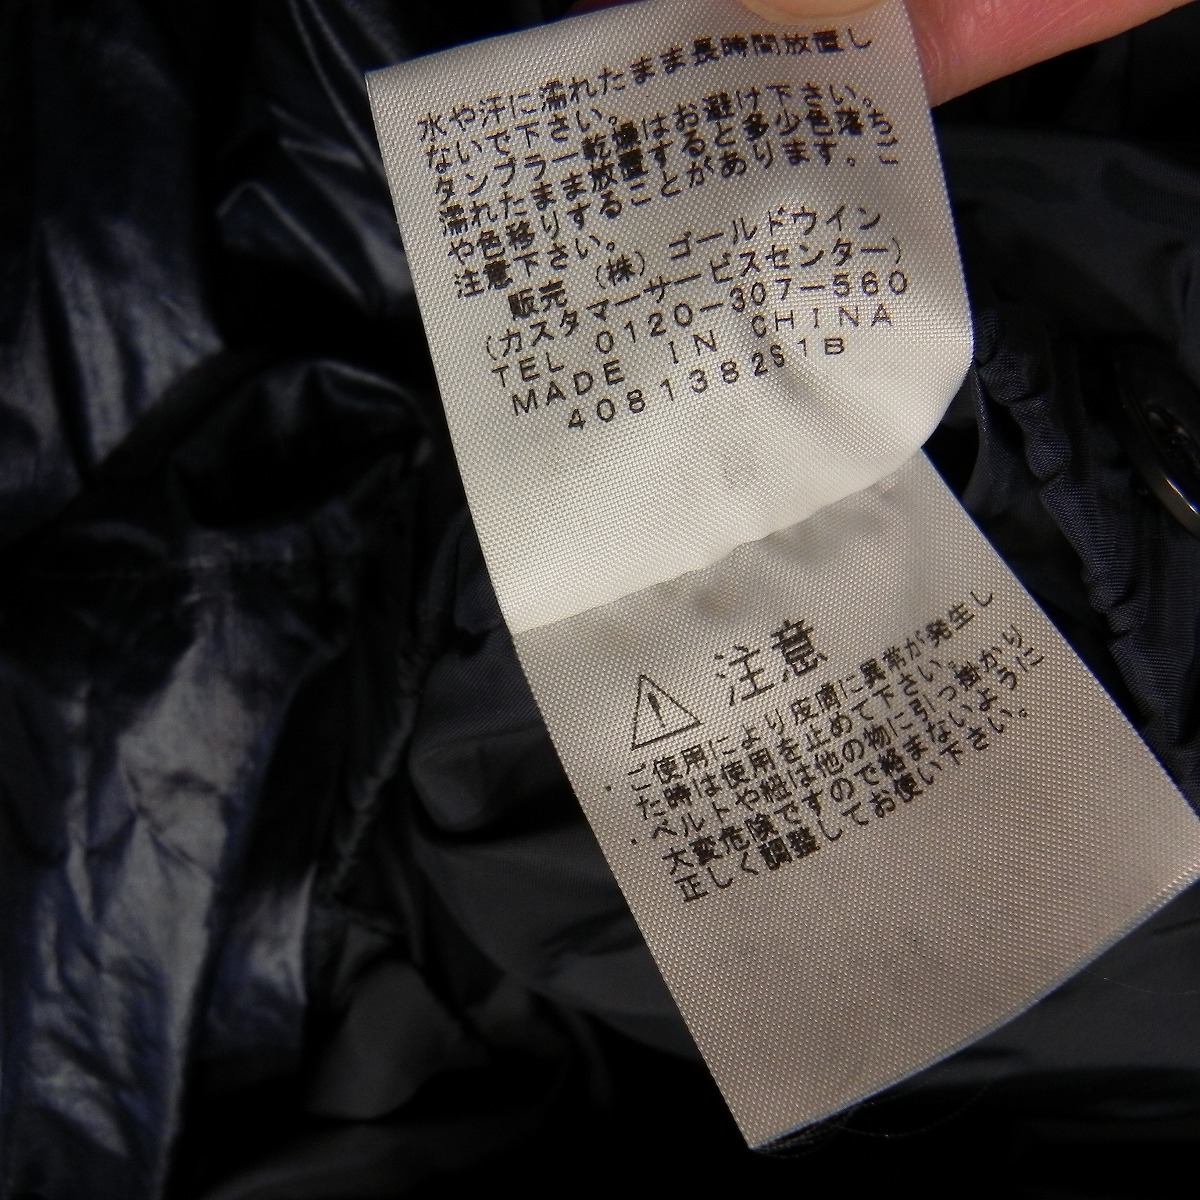 水や汗に濡れたまま長時間放置し
ないで下さい。
タンブラー乾燥はお避け下さい。
濡れたまま放置すると多少色落ち
や色移りすることがあります。ご
注意下さい。
販売 (株) ゴールドウイン
(カスタマーサービスセンター)
TEL 0120-307-560
MADE IN CHINA
4081382S1B
注意
・ご使用により皮膚に異常が発生し
た時は使用を止めて下さい。
・ベルトや紐は他の物に引っ掛かり
大変危険ですので絡まないように
正しく調整してお使い下さい。